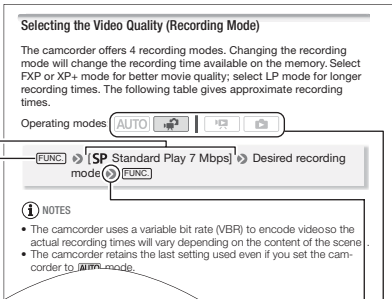 Selecting the Video Quality (Recording Mode)
The camcorder offers 4 recording modes. Changing the recording
mode will change the recording time available on the memory. Select
FXP or XP+ mode for better movie quality; select LP mode for longer
recording times. The following table gives approximate recording
times.
Operating modes AUTO
FUNC. [SP Standard Play 7 Mbps] Desired recording
mode FUNC.
i NOTES
• The camcorder uses a variable bit rate (VBR) to encode videoso the
actual recording times will vary depending on the content of the scene .
• The camcorder retains the last setting used even if you set the cam-
corder to AUTO mode.